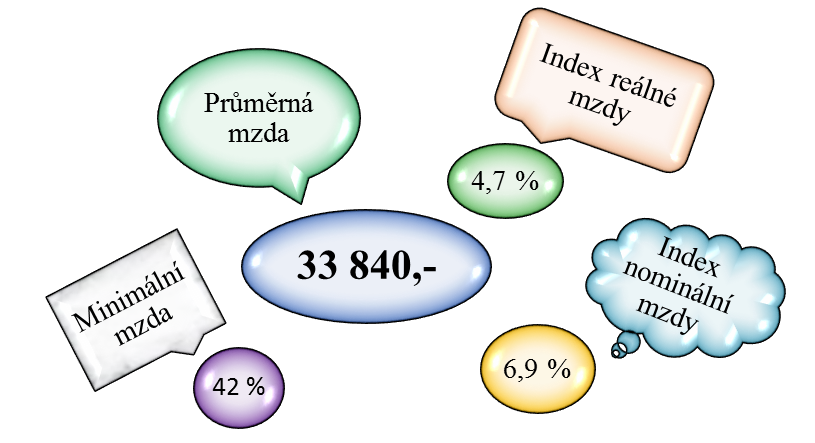 Průměrná
mzda
Index reálné
mzdy
4,7 %
33 840,-
Minimální
mzda
42 %
Index
nominální
mzdy
6,9 %